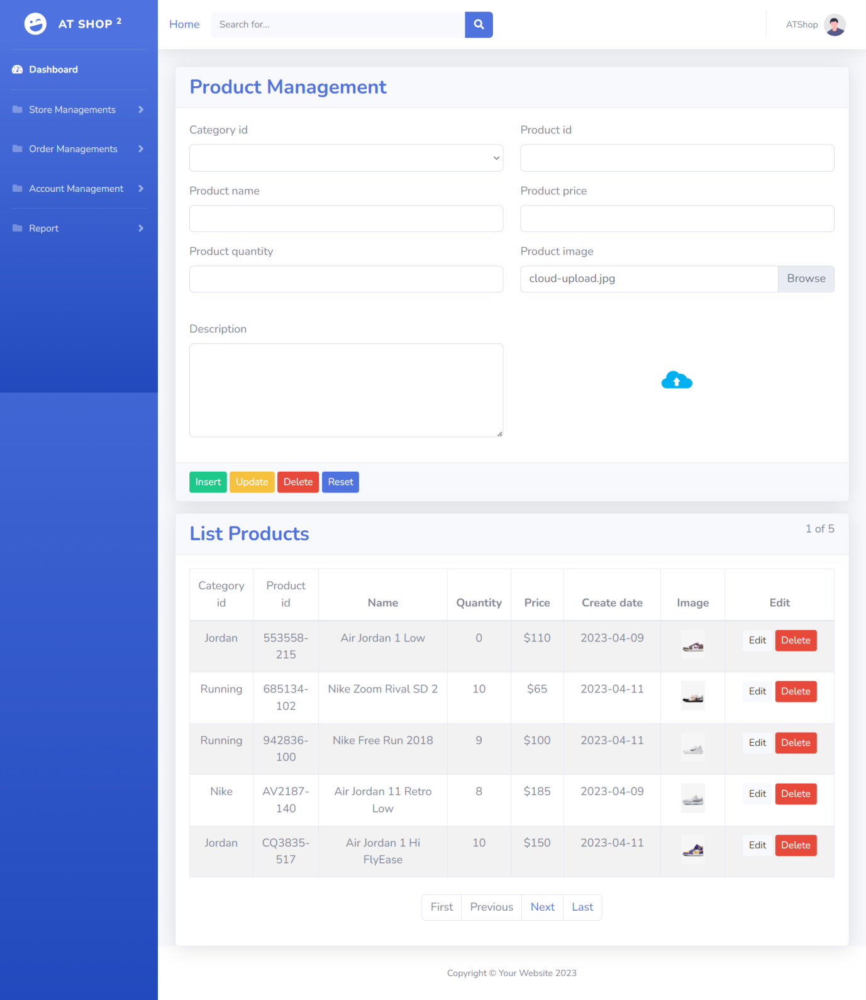 AT SHOP 2
Home
Search for...
ATShop
Dashboard
Store Managements
Order Managements
Account Management
Report
Product Management
Category id
Product id
Product name
Product price
Product quantity
Product image
cloud-upload.jpg
Browse
Description
Insert
Update
Delete
Reset
List Products
1 of 5
Category id
Product id
Name
Quantity
Price
Create date
Image
Edit
Jordan
553558-
215
Air Jordan 1 Low
0
$110
2023-04-09
Edit
Delete
Running
685134-
102
Nike Zoom Rival SD 2
10
$65
2023-04-11
Edit
Delete
Running
942836-
100
Nike Free Run 2018
9
$100
2023-04-11
Edit
Delete
Nike
AV2187-
140
Air Jordan 11 Retro
Low
8
$185
2023-04-09
Edit
Delete
Jordan
CQ3835-
517
Air Jordan 1 Hi
FlyEase
10
$150
2023-04-11
Edit
Delete
First
Previous
Next
Last
Copyright © Your Website 2023